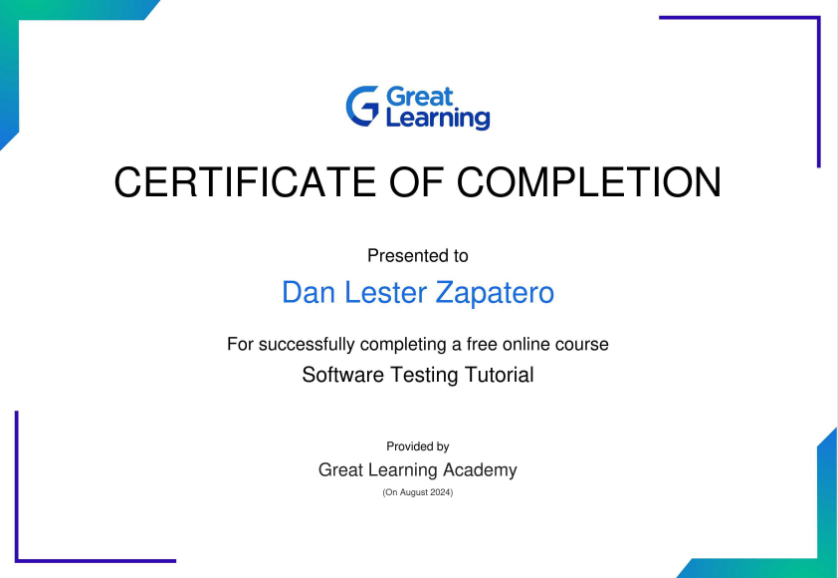 Great
Learning
CERTIFICATE OF COMPLETION
Presented to
Dan Lester Zapatero
For successfully completing a free online course
Software Testing Tutorial
Provided by
Great Learning Academy
(On August 2024)